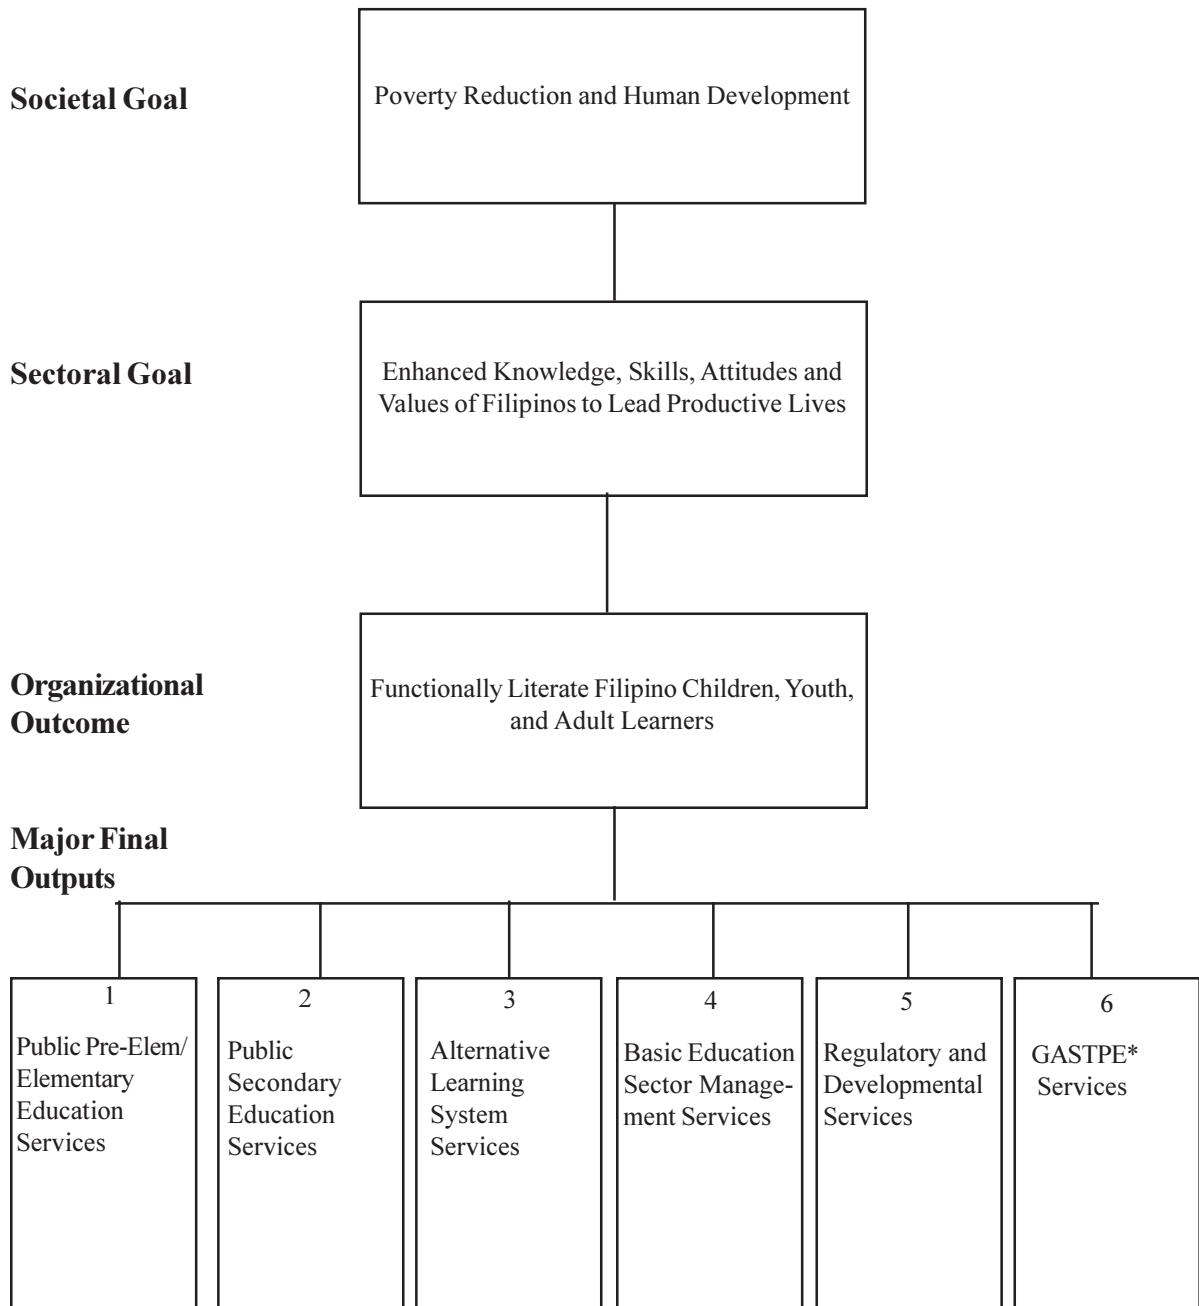 Societal Goal
Poverty Reduction and Human Development
Sectoral Goal
Enhanced Knowledge, Skills, Attitudes and
Values of Filipinos to Lead Productive Lives
Organizational
Outcome
Functionally Literate Filipino Children, Youth,
and Adult Learners
Major Final
Outputs
1
Public Pre-Elem/
Elementary
Education
Services
2
Public
Secondary
Education
Services
3
Alternative
Learning
System
Services
4
Basic Education
Sector Manage-
ment Services
5
Regulatory and
Developmental
Services
6
GASTPE*
Services